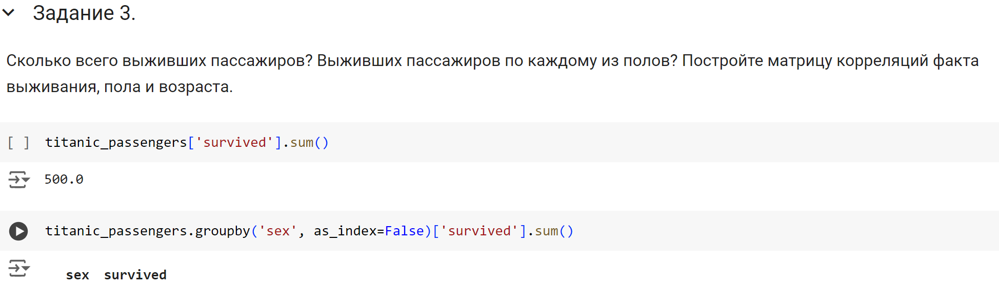 Задание 3.
Сколько всего выживших пассажиров? Выживших пассажиров по каждому из полов? Постройте матрицу корреляций факта
выживания, пола и возраста.
[ ] titanic_passengers['survived'].sum()
500.0
titanic_passengers.groupby('sex', as_index=False)['survived'].sum()
sex survived